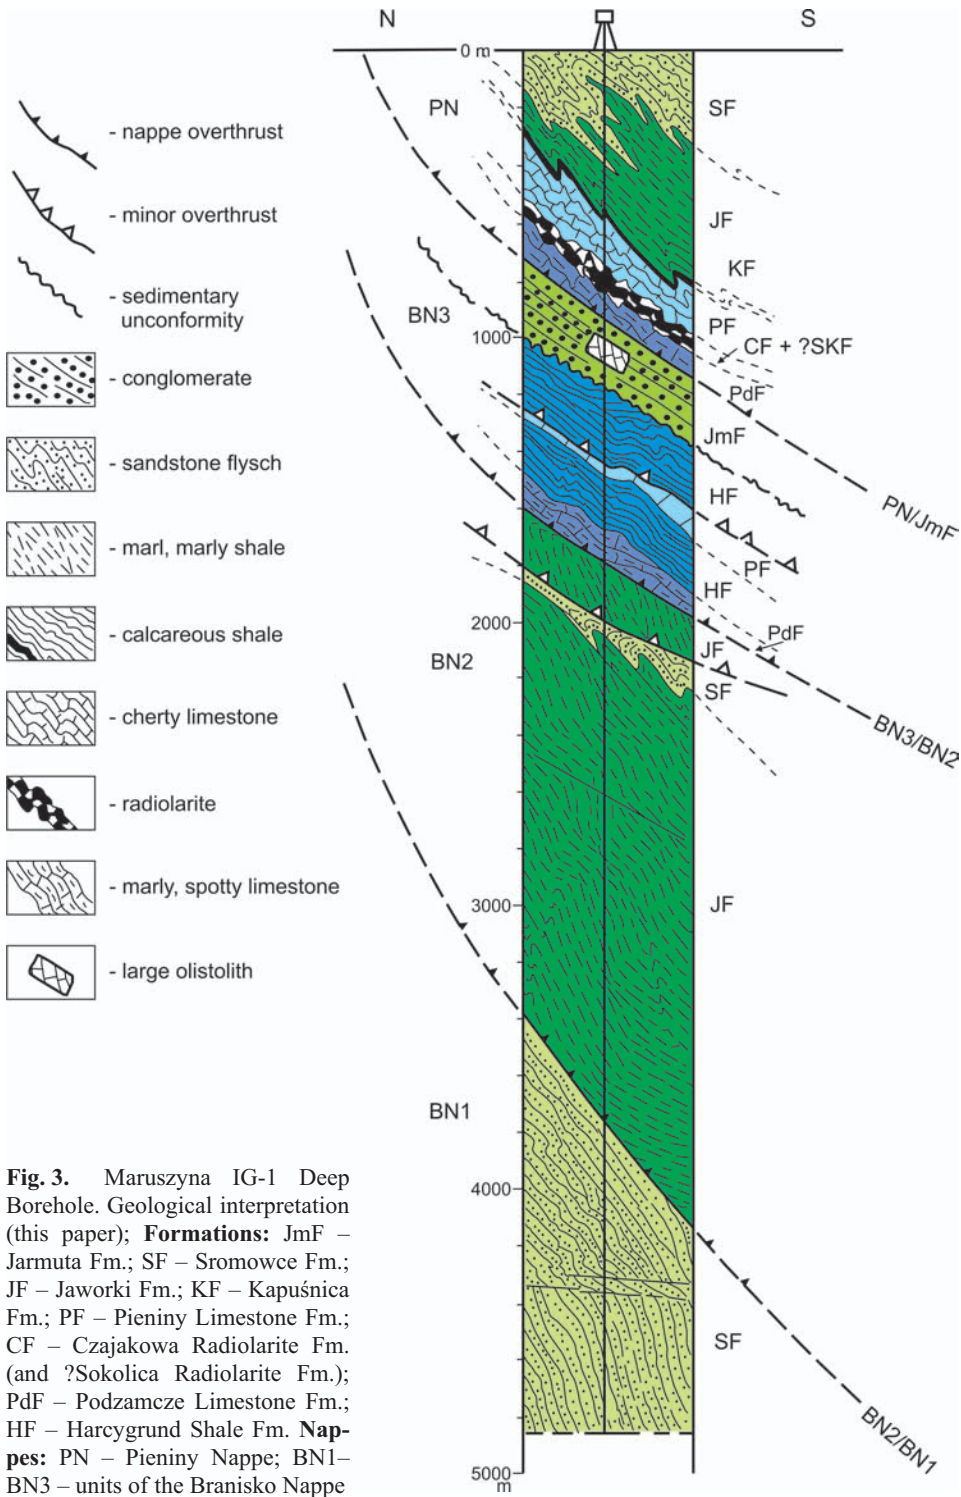 N
S
0 m
PN
SF
- nappe overthrust
- minor overthrust
JF
KF
- sedimentary
unconformity
BN3
PF
1000
CF + ?SKF
- conglomerate
PdF
JmF
- sandstone flysch
HF
PN/JmF
- marl, marly shale
PF
HF
2000
- calcareous shale
PdF
JF
BN2
SF
- cherty limestone
BN3/BN2
- radiolarite
- marly, spotty limestone
3000
JF
- large olistolith
BN1
4000
SF
BN2/BN1
5000
m
Fig. 3. Maruszyna IG-1 Deep
Borehole. Geological interpretation
(this paper); Formations: JmF –
Jarmuta Fm.; SF – Sromowce Fm.;
JF – Jaworki Fm.; KF – Kapuśnica
Fm.; PF – Pieniny Limestone Fm.;
CF – Czajakowa Radiolarite Fm.
(and ?Sokolica Radiolarite Fm.);
PdF – Podzamcze Limestone Fm.;
HF – Harcygrund Shale Fm. Nap-
pes: PN – Pieniny Nappe; BN1–
BN3 – units of the Branisko Nappe